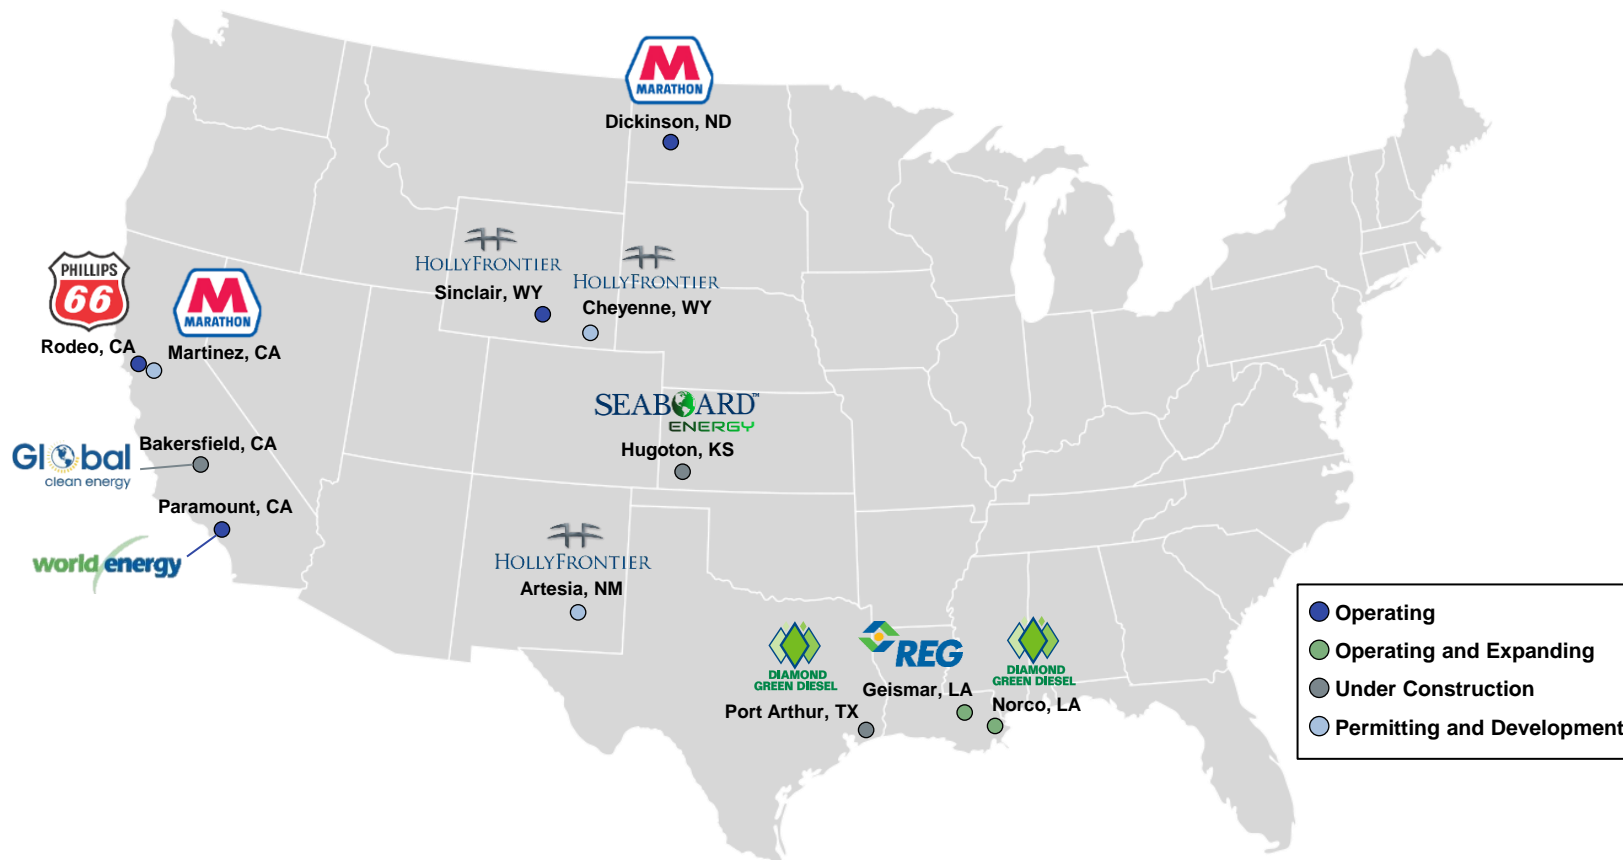 M
MARATHON
Dickinson, ND
HOLLYFRONTIER
Sinclair, WY
HOLLYFRONTIER
Cheyenne, WY
PHILLIPS
66
Rodeo, CA
M
MARATHON
Martinez, CA
SEABOARD™
ENERGY
Hugoton, KS
Global
clean energy
Bakersfield, CA
Paramount, CA
world energy
HOLLYFRONTIER
Artesia, NM
DIAMOND
GREEN DIESEL
Port Arthur, TX
REG
Geismar, LA
DIAMOND
GREEN DIESEL
Norco, LA
Operating
Operating and Expanding
Under Construction
Permitting and Development